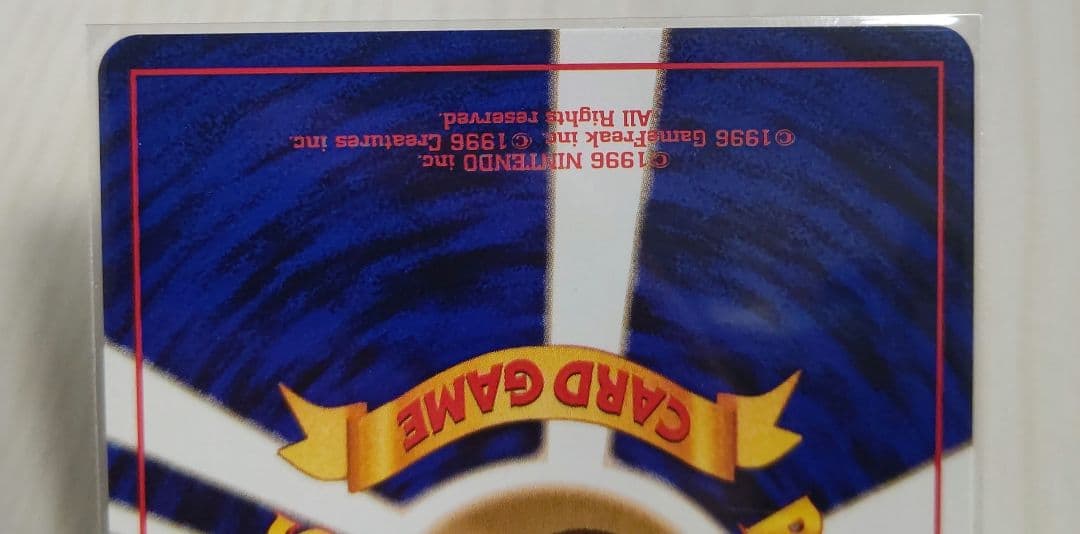 CARD GAME
©1996 NINTENDO inc.
©1996 GameFreak inc. ©1996 Creatures inc.
All Rights reserved.